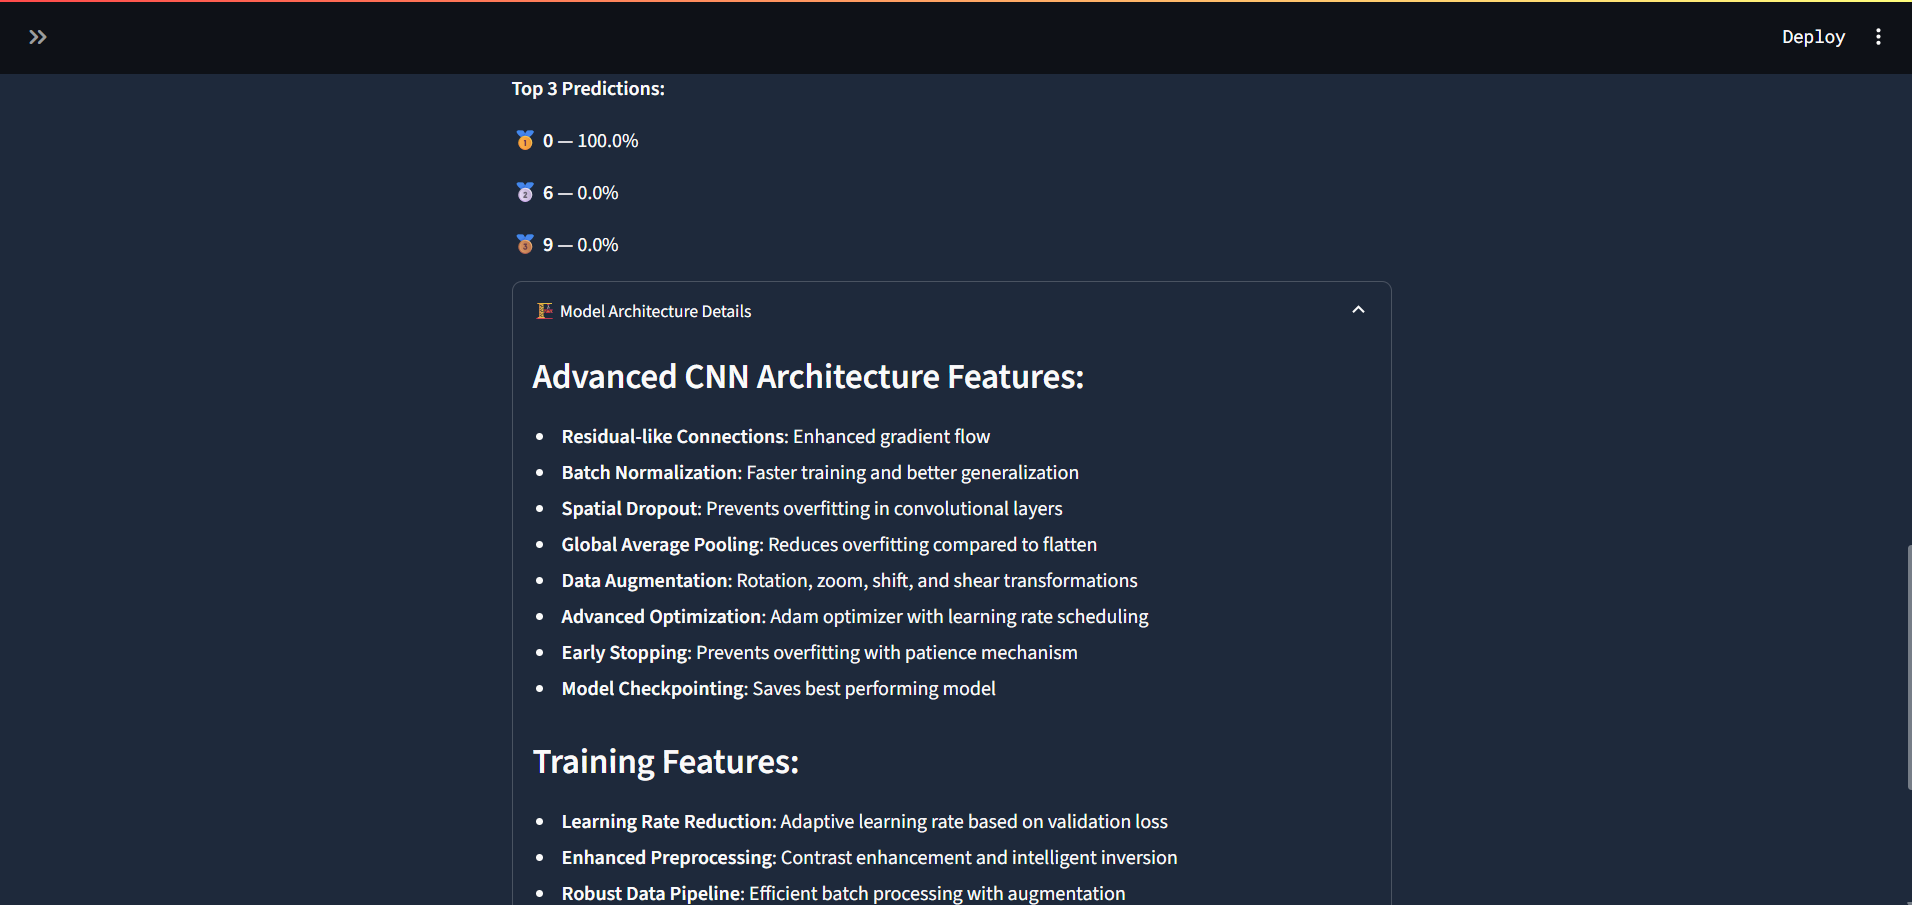 Deploy
Top 3 Predictions:
🥇 0 — 100.0%
🥈 6 — 0.0%
🥉 9 — 0.0%
🏗️ Model Architecture Details
Advanced CNN Architecture Features:
• Residual-like Connections: Enhanced gradient flow
• Batch Normalization: Faster training and better generalization
• Spatial Dropout: Prevents overfitting in convolutional layers
• Global Average Pooling: Reduces overfitting compared to flatten
• Data Augmentation: Rotation, zoom, shift, and shear transformations
• Advanced Optimization: Adam optimizer with learning rate scheduling
• Early Stopping: Prevents overfitting with patience mechanism
• Model Checkpointing: Saves best performing model
Training Features:
• Learning Rate Reduction: Adaptive learning rate based on validation loss
• Enhanced Preprocessing: Contrast enhancement and intelligent inversion
• Robust Data Pipeline: Efficient batch processing with augmentation